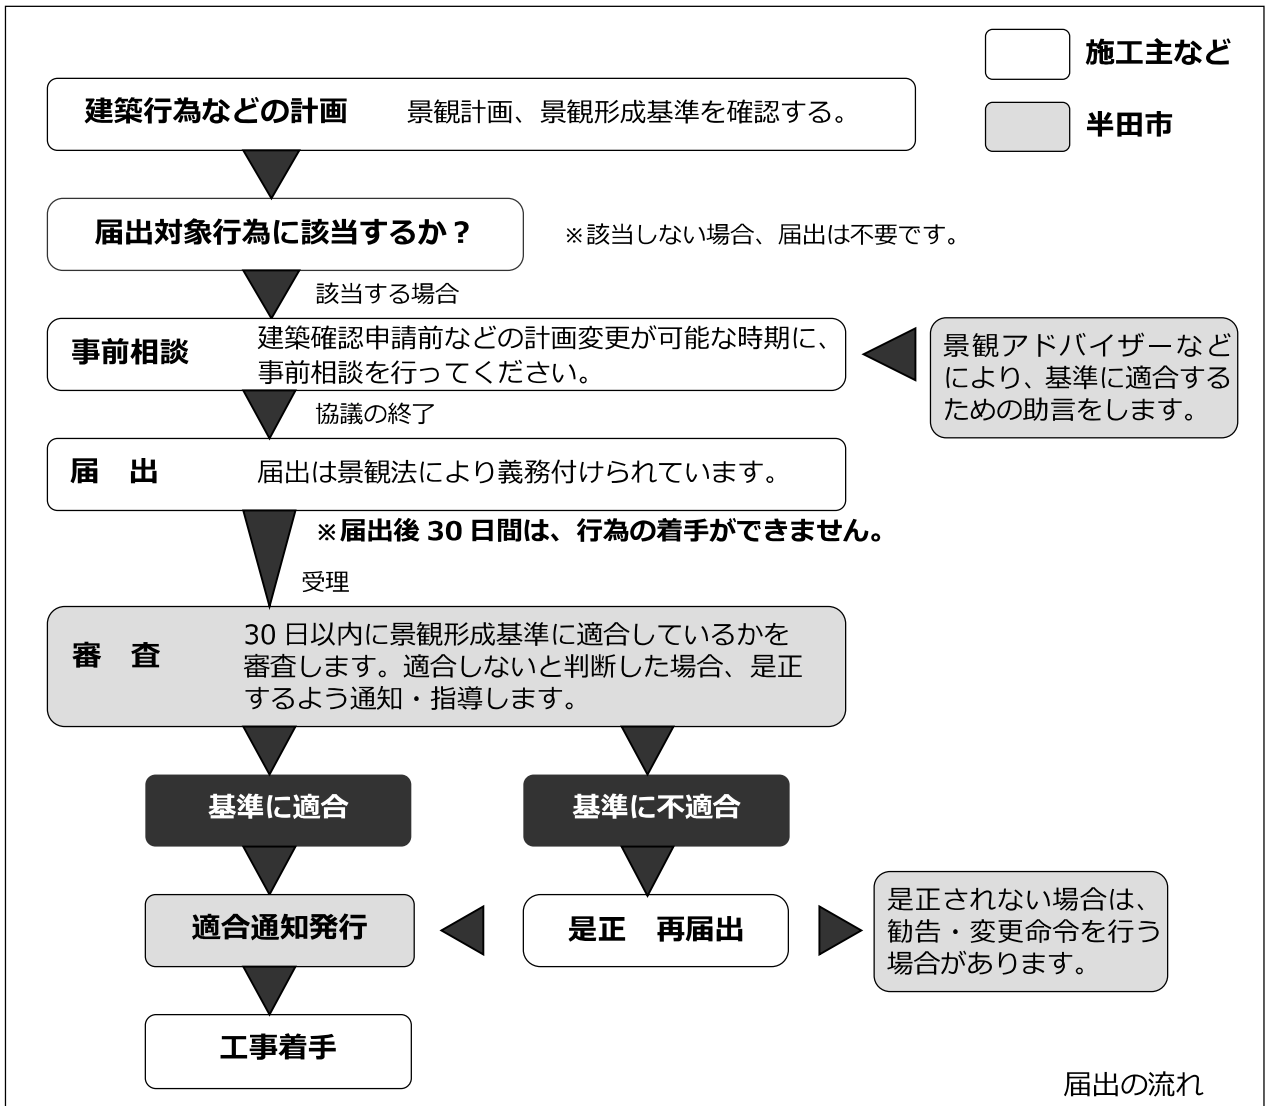 施工主など
半田市
建築行為などの計画 景観計画、景観形成基準を確認する。
届出対象行為に該当するか？ ※該当しない場合、届出は不要です。
該当する場合
事前相談
建築確認申請前などの計画変更が可能な時期に、
事前相談を行ってください。
景観アドバイザーなど
により、基準に適合する
ための助言をします。
協議の終了
届　出 届出は景観法により義務付けられています。
※届出後 30 日間は、行為の着手ができません。
受理
審　査
30 日以内に景観形成基準に適合しているかを
審査します。適合しないと判断した場合、是正
するよう通知・指導します。
基準に適合 基準に不適合
適合通知発行 是正　再届出
是正されない場合は、
勧告・変更命令を行う
場合があります。
工事着手
届出の流れ